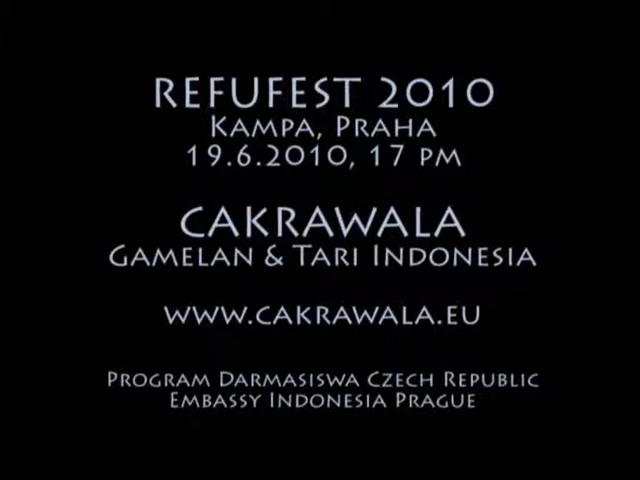 REFUFEST 2010
KAMPA, PRAHA
19.6.2010, 17 PM
CAKRAWALA
GAMELAN & TARI INDONESIA
WWW.CAKRAWALA.EU
PROGRAM DARMASISWA CZECH REPUBLIC
EMBASSY INDONESIA PRAGUE